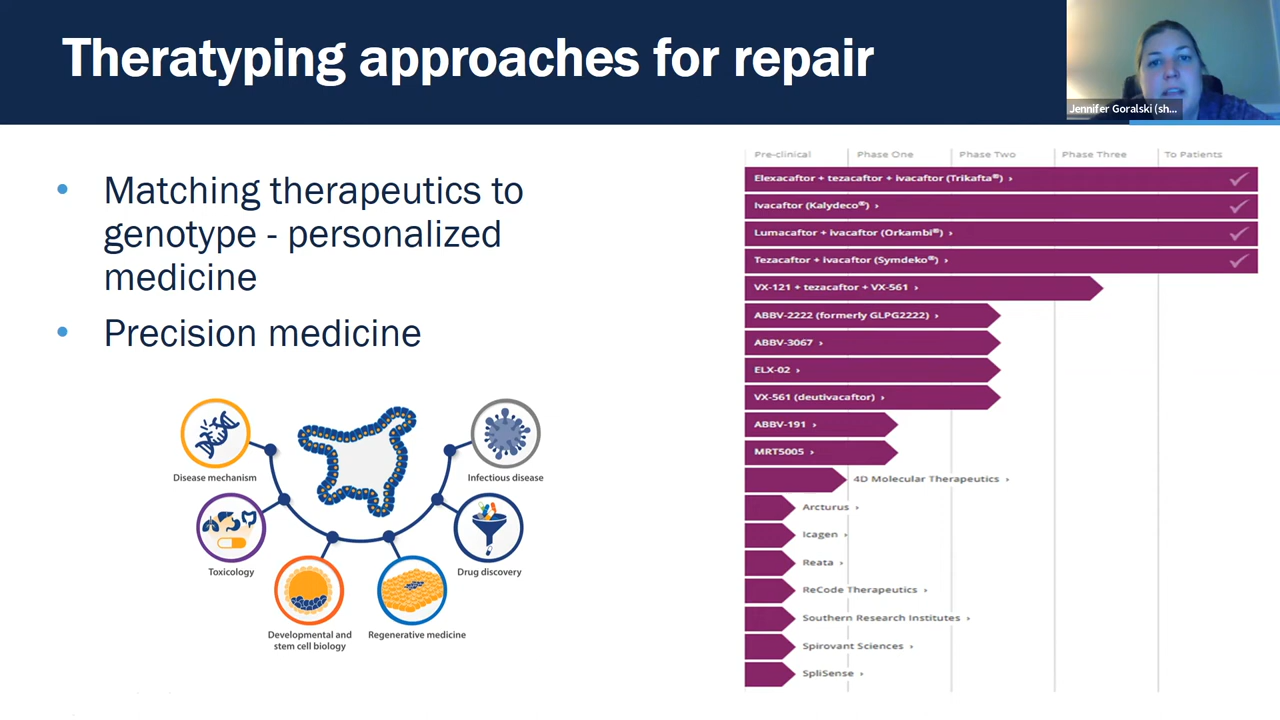 Theratyping approaches for repair
Jennifer Goralski (sh...
• Matching therapeutics to
genotype - personalized
medicine
• Precision medicine
Disease mechanism
Infectious disease
Toxicology
Drug discovery
Developmental and
stem cell biology
Regenerative medicine
Pre-clinical
Phase One
Phase Two
Phase Three
To Patients
Elexacaftor + tezacaftor + ivacaftor (Trikafta®) ›
Ivacaftor (Kalydeco®) ›
Lumacaftor + ivacaftor (Orkambi®) ›
Tezacaftor + ivacaftor (Symdeko®) ›
VX-121 + tezacaftor + VX-561 ›
ABBV-2222 (formerly GLPG2222) ›
ABBV-3067 ›
ELX-02 ›
VX-561 (deutivacaftor) ›
ABBV-191 ›
MRT5005 ›
4D Molecular Therapeutics ›
Arcturus ›
Icagen ›
Reata ›
ReCode Therapeutics ›
Southern Research Institutes ›
Spirovant Sciences ›
SpliSense ›